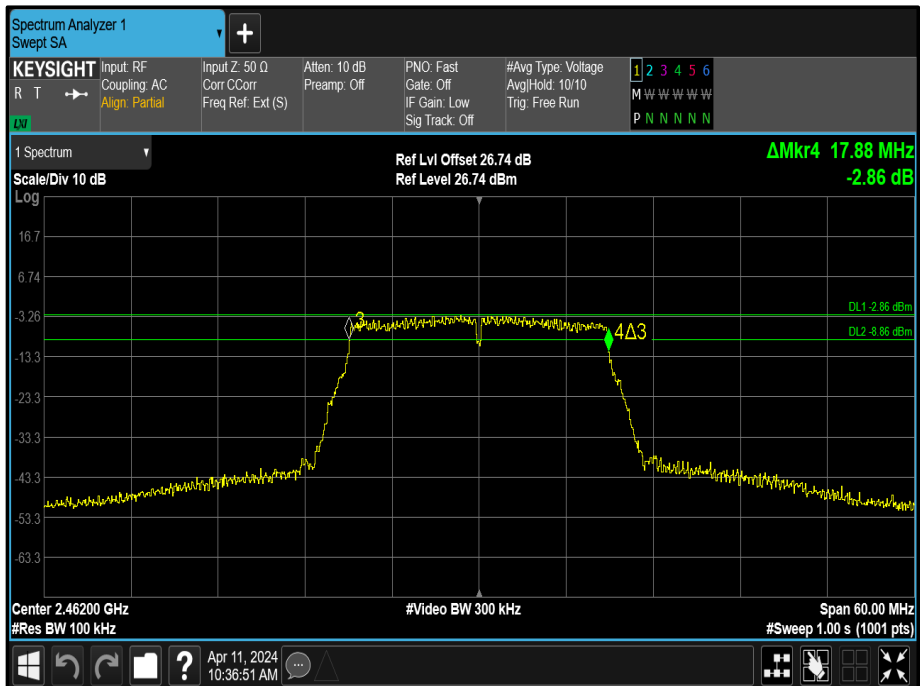 Spectrum Analyzer 1
Swept SA
▼
+
KEYSIGHT
R T
LXI
Input: RF
Coupling: AC
Align: Partial
Input Z: 50 Ω
Corr CCorr
Freq Ref: Ext (S)
Atten: 10 dB
Preamp: Off
PNO: Fast
Gate: Off
IF Gain: Low
Sig Track: Off
#Avg Type: Voltage
Avg|Hold: 10/10
Trig: Free Run
1 2 3 4 5 6
M W W W W W
P N N N N N
1 Spectrum ▼
Scale/Div 10 dB
Ref Lvl Offset 26.74 dB
Ref Level 26.74 dBm
ΔMkr4 17.88 MHz
-2.86 dB
Log
16.7
6.74
-3.26
-13.3
-23.3
-33.3
-43.3
-53.3
-63.3
DL1 -2.86 dBm
DL2 -8.86 dBm
3
4Δ3
Center 2.46200 GHz
#Video BW 300 kHz
Span 60.00 MHz
#Res BW 100 kHz
#Sweep 1.00 s (1001 pts)
?
Apr 11, 2024
10:36:51 AM